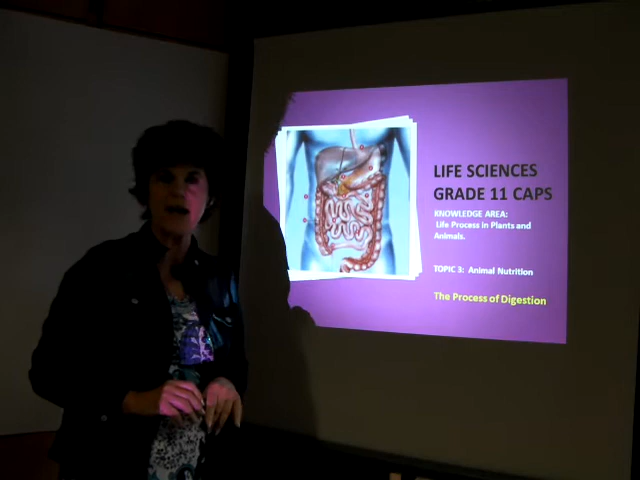 LIFE SCIENCES
GRADE 11 CAPS
KNOWLEDGE AREA:
Life Process in Plants and
Animals.
TOPIC 3: Animal Nutrition
The Process of Digestion